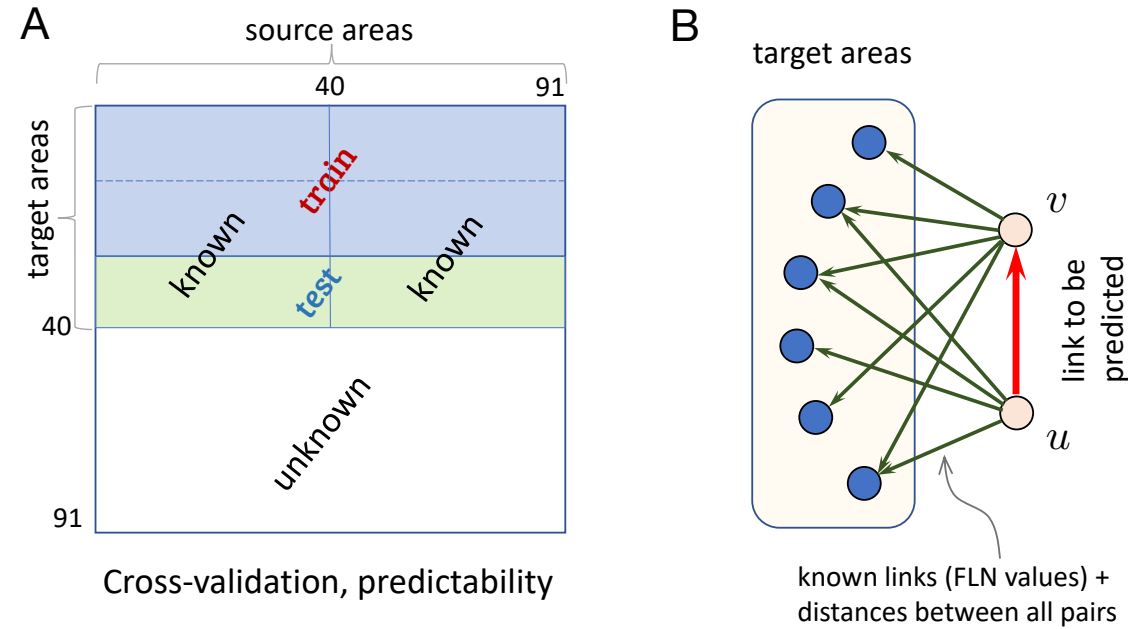 A
source areas
40
91
target areas
train
known
known
test
40
unknown
91
Cross-validation, predictability
B
target areas
v
link to be
predicted
u
known links (FLN values) +
distances between all pairs